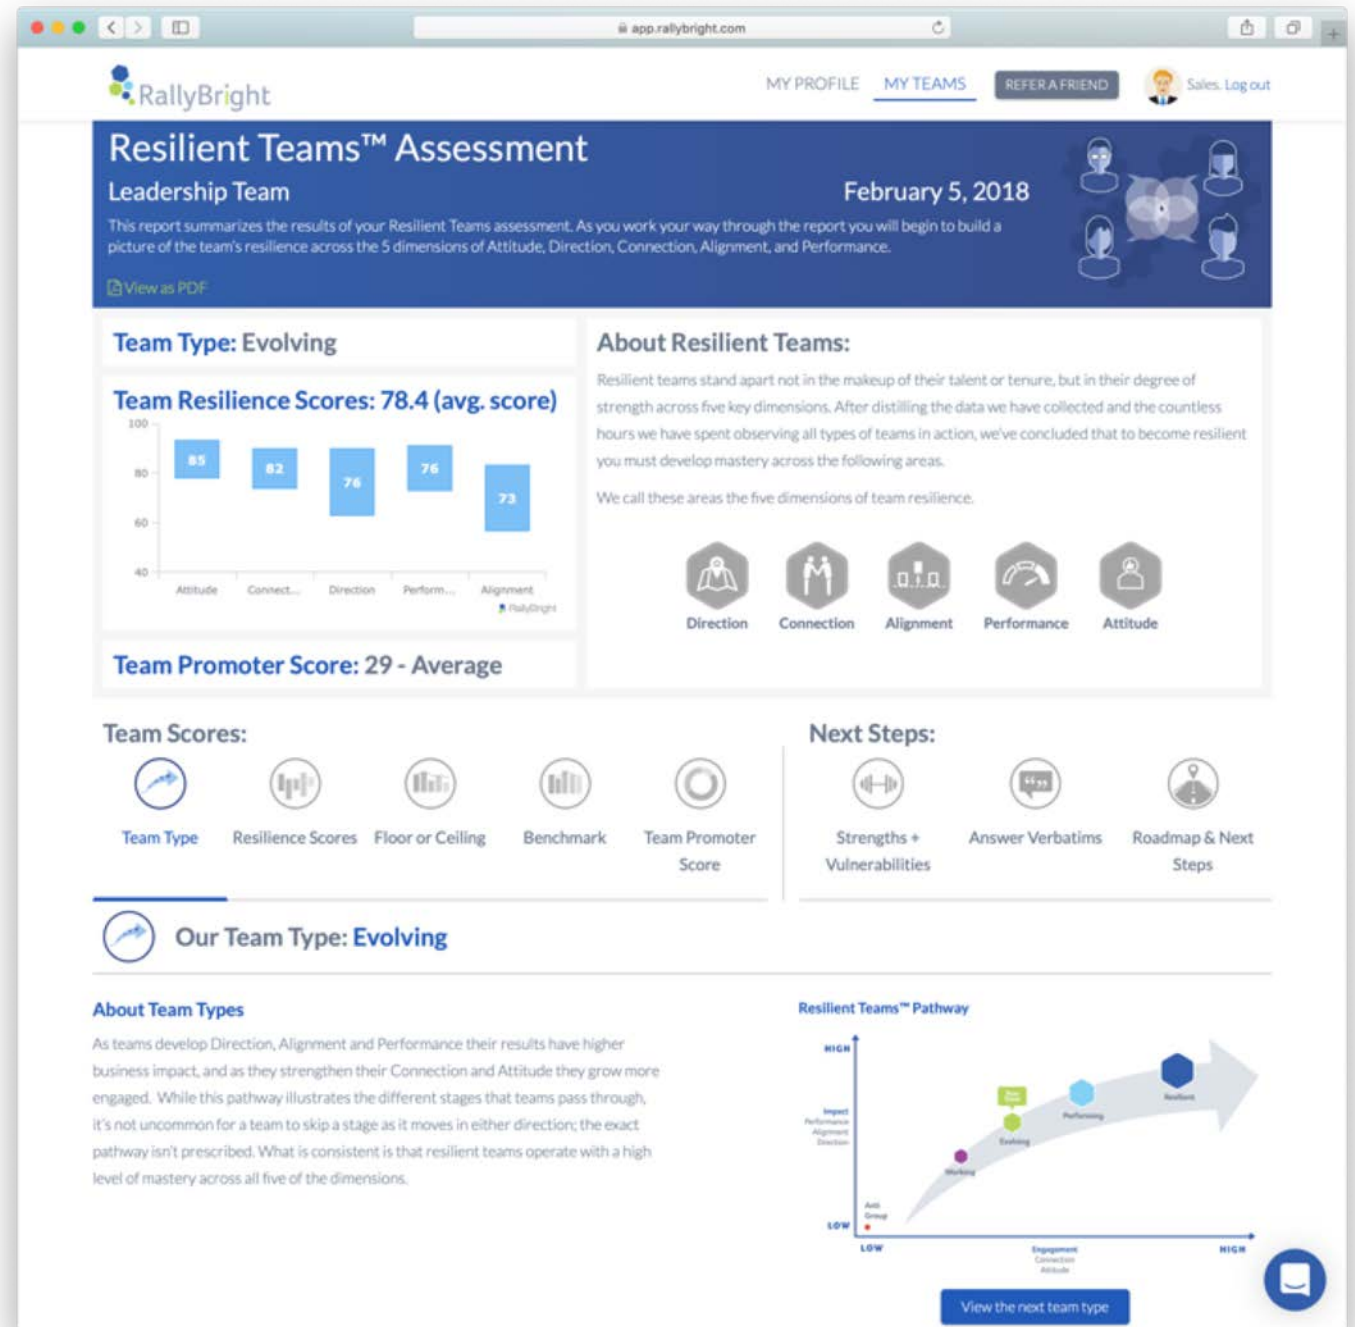 app.rallybright.com
RallyBright
MY PROFILE
MY TEAMS
REFER A FRIEND
Sales. Log out
Resilient Teams™ Assessment
Leadership Team
February 5, 2018
This report summarizes the results of your Resilient Teams assessment. As you work your way through the report you will begin to build a
picture of the team's resilience across the 5 dimensions of Attitude, Direction, Connection, Alignment, and Performance.
View as PDF
Team Type: Evolving
Team Resilience Scores: 78.4 (avg. score)
100
80
60
40
85
82
76
76
73
Attitude
Connect...
Direction
Perform...
Alignment
RallyBright
Team Promoter Score: 29 - Average
About Resilient Teams:
Resilient teams stand apart not in the makeup of their talent or tenure, but in their degree of
strength across five key dimensions. After distilling the data we have collected and the countless
hours we have spent observing all types of teams in action, we've concluded that to become resilient
you must develop mastery across the following areas.
We call these areas the five dimensions of team resilience.
Direction
Connection
Alignment
Performance
Attitude
Team Scores:
Team Type
Resilience Scores
Floor or Ceiling
Benchmark
Team Promoter
Score
Next Steps:
Strengths +
Vulnerabilities
Answer Verbatims
Roadmap & Next
Steps
Our Team Type: Evolving
About Team Types
As teams develop Direction, Alignment and Performance their results have higher
business impact, and as they strengthen their Connection and Attitude they grow more
engaged. While this pathway illustrates the different stages that teams pass through,
it's not uncommon for a team to skip a stage as it moves in either direction; the exact
pathway isn't prescribed. What is consistent is that resilient teams operate with a high
level of mastery across all five of the dimensions.
Resilient Teams™ Pathway
HIGH
Impact
Performance
Alignment
Direction
LOW
Anti
Group
Working
Evolving
Performing
Resilient
LOW
Engagement
Connection
Attitude
HIGH
View the next team type